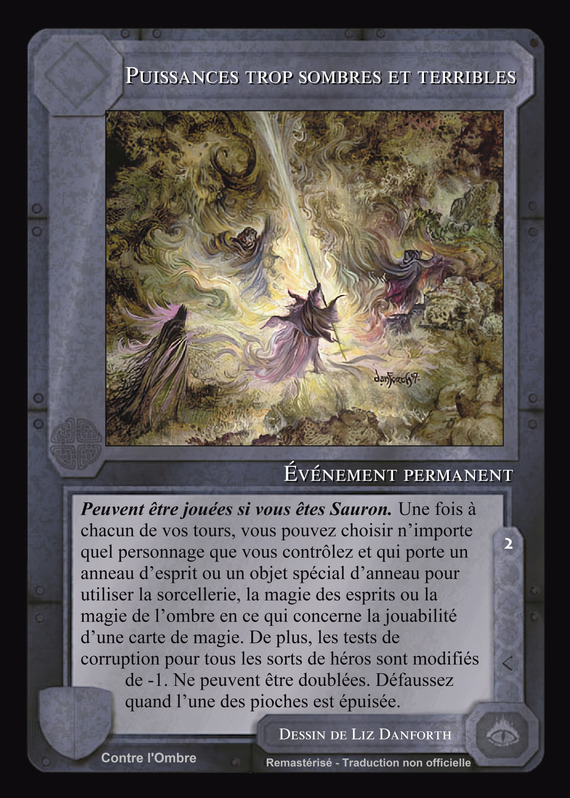 Puissances trop sombres et terribles
danforth 97.
Événement permanent
Peuvent être jouées si vous êtes Sauron. Une fois à
chacun de vos tours, vous pouvez choisir n'importe
quel personnage que vous contrôlez et qui porte un
anneau d'esprit ou un objet spécial d'anneau pour
utiliser la sorcellerie, la magie des esprits ou la
magie de l'ombre en ce qui concerne la jouabilité
d'une carte de magie. De plus, les tests de
corruption pour tous les sorts de héros sont modifiés
de -1. Ne peuvent être doublées. Défaussez
quand l'une des pioches est épuisée.
2
Dessin de Liz Danforth
Contre l'Ombre
Remastérisé - Traduction non officielle